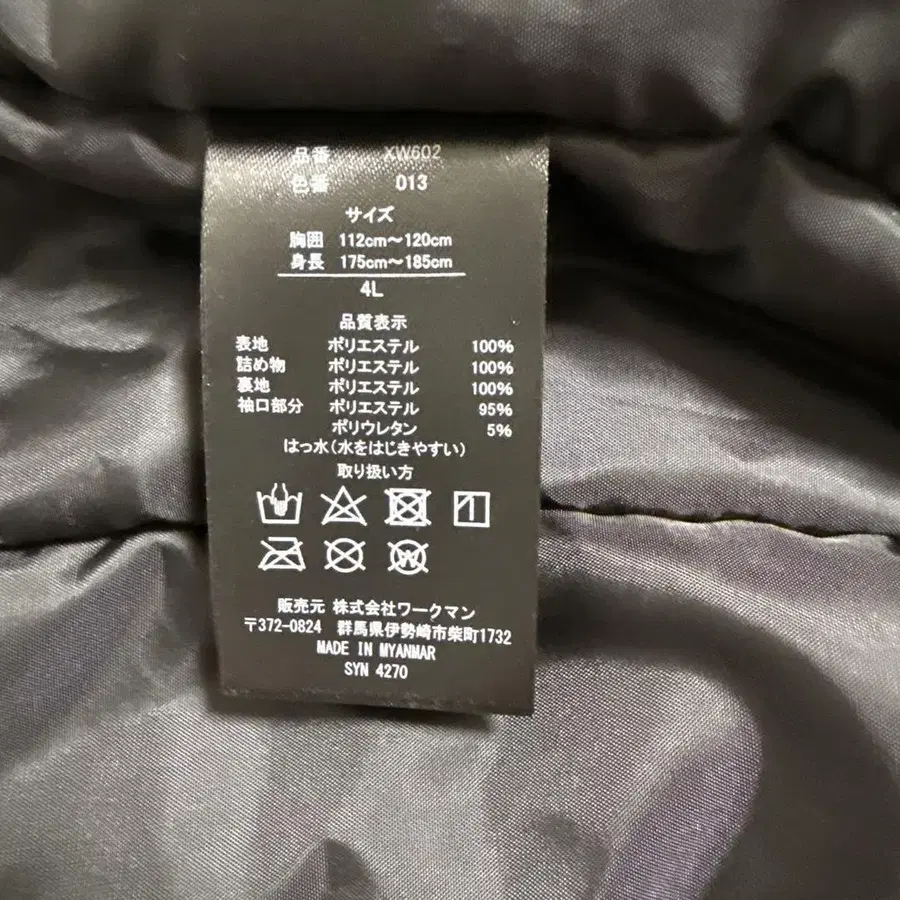 品番 XW602
色番 013
サイズ
胸囲 112cm〜120cm
身長 175cm〜185cm
4L
品質表示
表地 ポリエステル 100%
詰め物 ポリエステル 100%
裏地 ポリエステル 100%
袖口部分 ポリエステル 95%
ポリウレタン 5%
はっ水(水をはじきやすい)
取り扱い方
W
販売元 株式会社ワークマン
〒372-0824 群馬県伊勢崎市柴町1732
MADE IN MYANMAR
SYN 4270